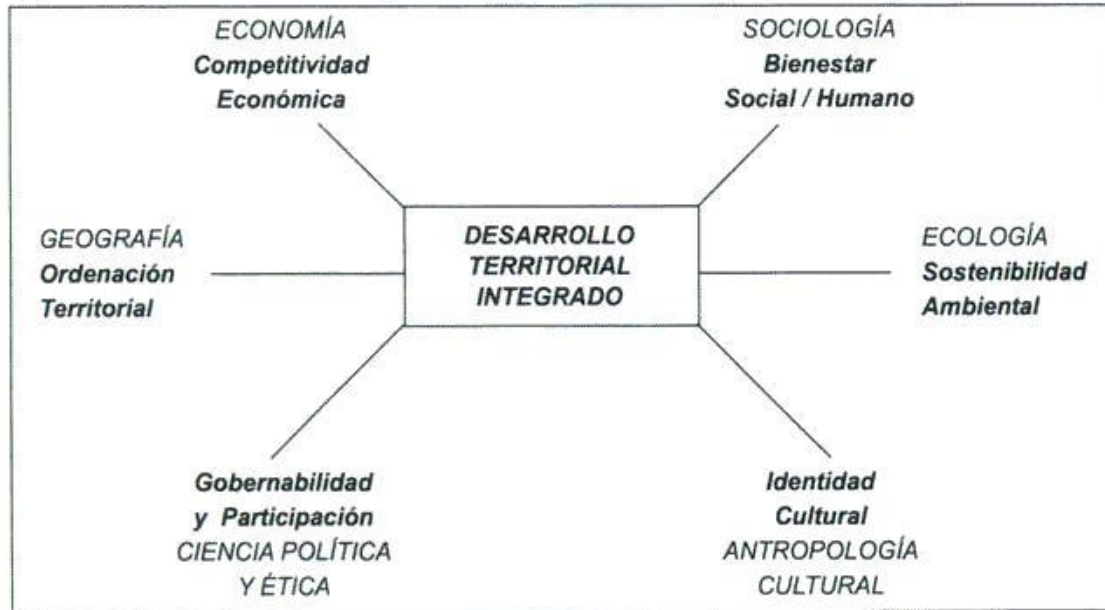 ECONOMÍA
Competitividad
Económica
SOCIOLOGÍA
Bienestar
Social / Humano
GEOGRAFÍA
Ordenación
Territorial
DESARROLLO
TERRITORIAL
INTEGRADO
ECOLOGÍA
Sostenibilidad
Ambiental
Gobernabilidad
y Participación
CIENCIA POLÍTICA
Y ÉTICA
Identidad
Cultural
ANTROPOLOGÍA
CULTURAL